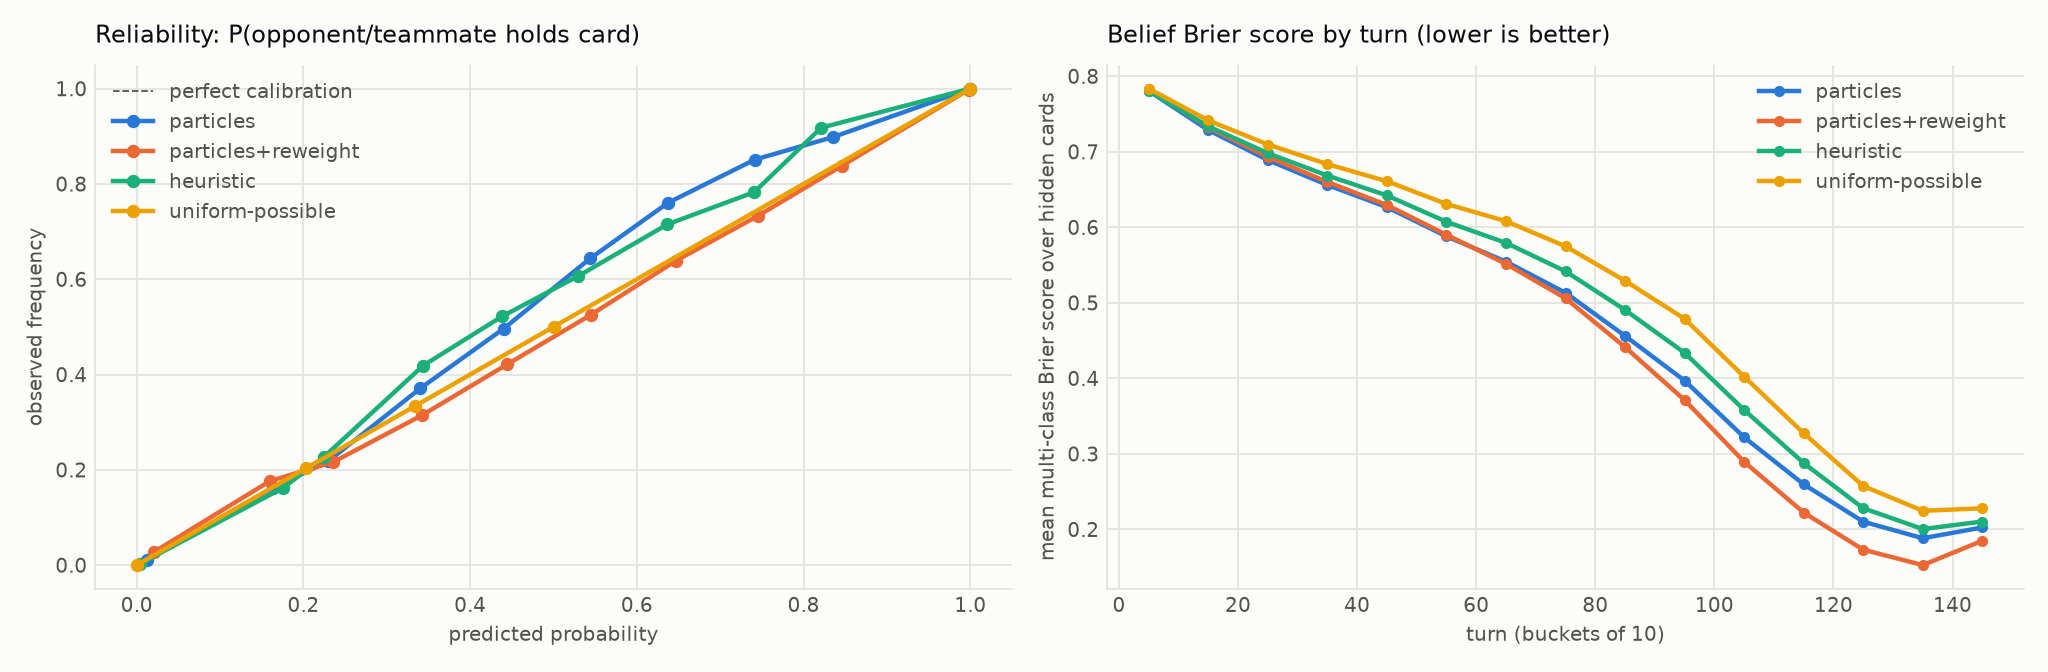 Reliability: P(opponent/teammate holds card)
perfect calibration
particles
particles+reweight
heuristic
uniform-possible
observed frequency
1.0
0.8
0.6
0.4
0.2
0.0
0.0 0.2 0.4 0.6 0.8 1.0
predicted probability
Belief Brier score by turn (lower is better)
particles
particles+reweight
heuristic
uniform-possible
mean multi-class Brier score over hidden cards
0.8
0.7
0.6
0.5
0.4
0.3
0.2
0 20 40 60 80 100 120 140
turn (buckets of 10)